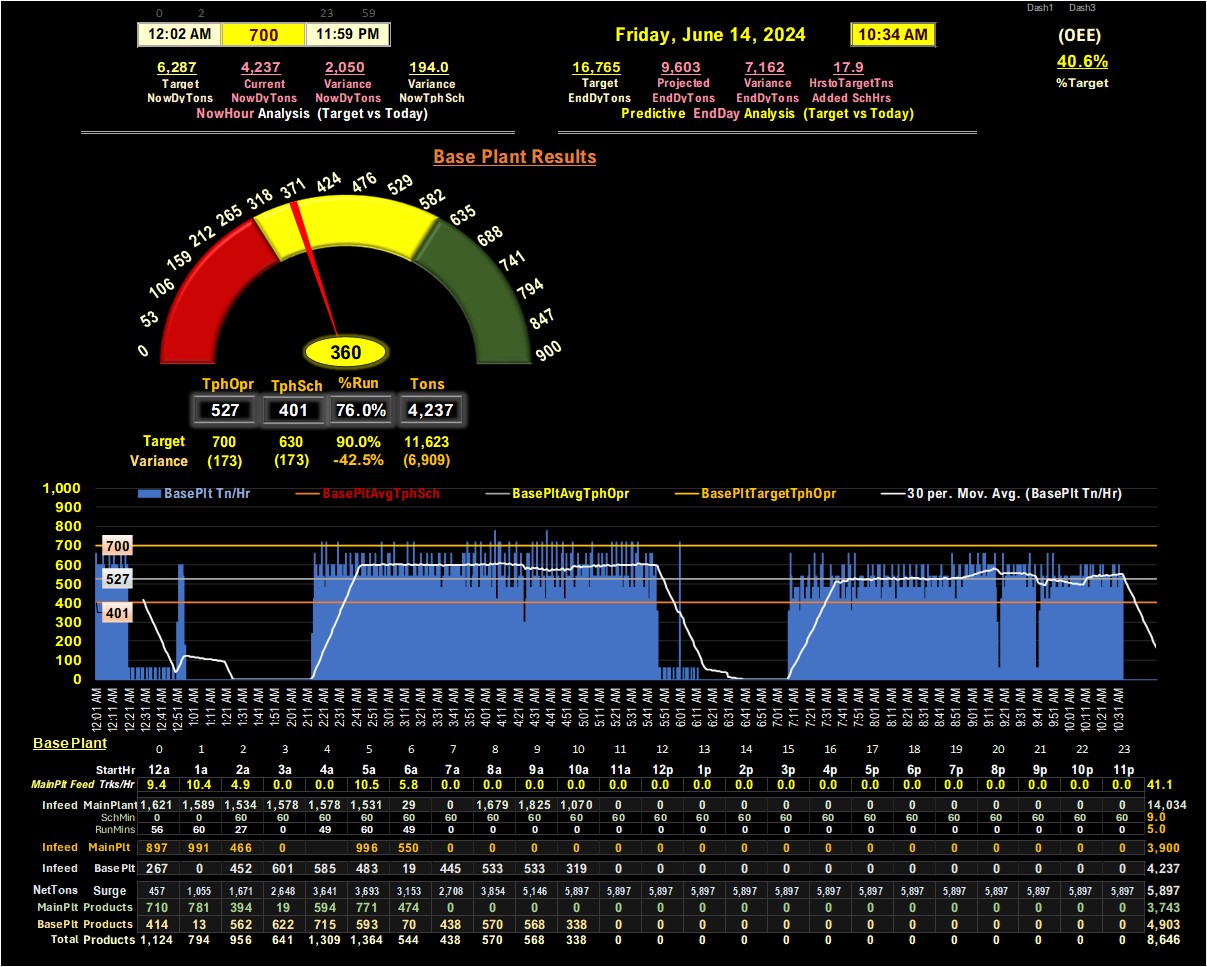 0 2 23 59 Dash1 Dash3
12:02 AM 700 11:59 PM Friday, June 14, 2024 10:34 AM (OEE)
6,287 4,237 2,050 194.0 16,765 9,603 7,162 17.9 40.6%
Target Current Variance Variance Target Projected Variance HrstoTargetTns %Target
NowDyTons NowDyTons NowDyTons NowTphSch EndDyTons EndDyTons EndDyTons Added SchHrs
NowHour Analysis (Target vs Today) Predictive EndDay Analysis (Target vs Today)
Base Plant Results
0 53 106 159 212 265 318 371 424 476 529 582 635 688 741 794 847 900
360
TphOpr TphSch %Run Tons
527 401 76.0% 4,237
Target 700 630 90.0% 11,623
Variance (173) (173) -42.5% (6,909)
BasePlt Tn/Hr BasePltAvgTphSch BasePltAvgTphOpr BasePltTargetTphOpr 30 per. Mov. Avg. (BasePlt Tn/Hr)
1,000
900
800
700 700
600
500 527
400 401
300
200
100
0
12:01 AM 12:11 AM 12:21 AM 12:31 AM 12:41 AM 12:51 AM 1:01 AM 1:11 AM 1:21 AM 1:31 AM 1:41 AM 1:51 AM 2:01 AM 2:11 AM 2:21 AM 2:31 AM 2:41 AM 2:51 AM 3:01 AM 3:11 AM 3:21 AM 3:31 AM 3:41 AM 3:51 AM 4:01 AM 4:11 AM 4:21 AM 4:31 AM 4:41 AM 4:51 AM 5:01 AM 5:11 AM 5:21 AM 5:31 AM 5:41 AM 5:51 AM 6:01 AM 6:11 AM 6:21 AM 6:31 AM 6:41 AM 6:51 AM 7:01 AM 7:11 AM 7:21 AM 7:31 AM 7:41 AM 7:51 AM 8:01 AM 8:11 AM 8:21 AM 8:31 AM 8:41 AM 8:51 AM 9:01 AM 9:11 AM 9:21 AM 9:31 AM 9:41 AM 9:51 AM 10:01 AM 10:11 AM 10:21 AM 10:31 AM
Base Plant 0 1 2 3 4 5 6 7 8 9 10 11 12 13 14 15 16 17 18 19 20 21 22 23
StartHr 12a 1a 2a 3a 4a 5a 6a 7a 8a 9a 10a 11a 12p 1p 2p 3p 4p 5p 6p 7p 8p 9p 10p 11p
MainPlt Feed Trks/Hr 9.4 10.4 4.9 0.0 0.0 10.5 5.8 0.0 0.0 0.0 0.0 0.0 0.0 0.0 0.0 0.0 0.0 0.0 0.0 0.0 0.0 0.0 0.0 0.0 41.1
Infeed MainPlant 1,621 1,589 1,534 1,578 1,578 1,531 29 0 1,679 1,825 1,070 0 0 0 0 0 0 0 0 0 0 0 0 0 14,034
SchMin 0 0 60 60 60 60 60 60 60 60 60 60 60 60 60 60 60 60 60 60 60 60 60 60 9.0
RunMins 56 60 27 0 49 60 49 0 0 0 0 0 0 0 0 0 0 0 0 0 0 0 0 0 5.0
Infeed MainPlt 897 991 466 0 996 550 0 0 0 0 0 0 0 0 0 0 0 0 0 0 0 0 0 3,900
Infeed BasePlt 267 0 452 601 585 483 19 445 533 533 319 0 0 0 0 0 0 0 0 0 0 0 0 0 4,237
NetTons Surge 457 1,055 1,671 2,648 3,641 3,693 3,153 2,708 3,854 5,146 5,897 5,897 5,897 5,897 5,897 5,897 5,897 5,897 5,897 5,897 5,897 5,897 5,897 5,897 5,897
MainPlt Products 710 781 394 19 594 771 474 0 0 0 0 0 0 0 0 0 0 0 0 0 0 0 0 0 3,743
BasePlt Products 414 13 562 622 715 593 70 438 570 568 338 0 0 0 0 0 0 0 0 0 0 0 0 0 4,903
Total Products 1,124 794 956 641 1,309 1,364 544 438 570 568 338 0 0 0 0 0 0 0 0 0 0 0 0 0 8,646